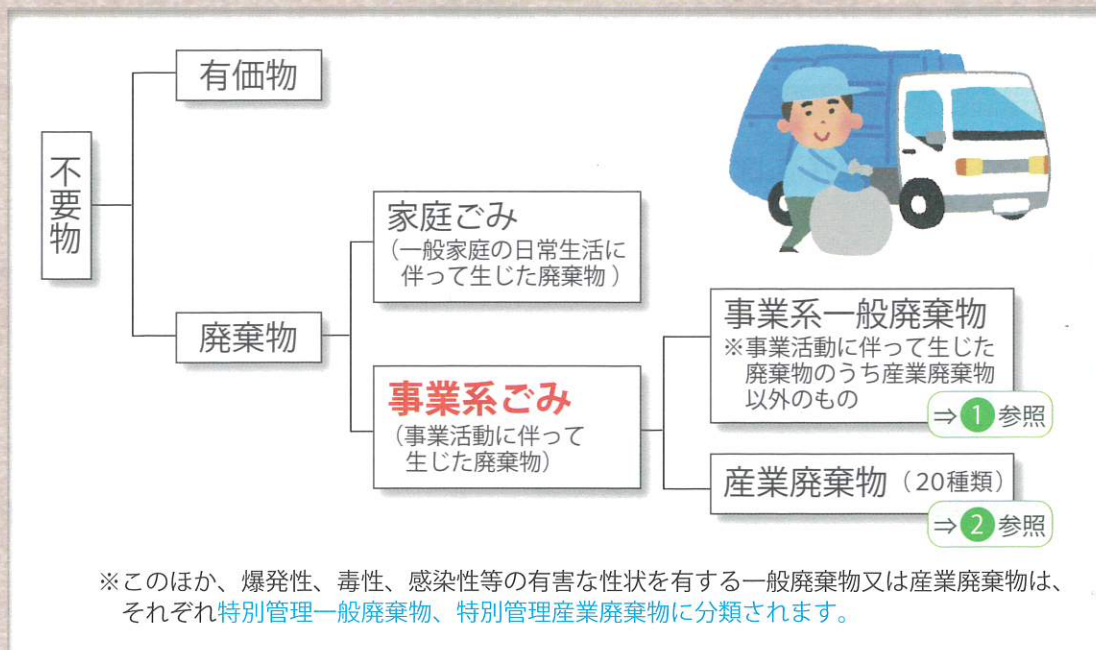 有価物
不要物
家庭ごみ
（一般家庭の日常生活に
伴って生じた廃棄物）
廃棄物
事業系ごみ
（事業活動に伴って
生じた廃棄物）
事業系一般廃棄物
※事業活動に伴って生じた
廃棄物のうち産業廃棄物
以外のもの
⇒1参照
産業廃棄物（20種類）
⇒2参照
※このほか、爆発性、毒性、感染性等の有害な性状を有する一般廃棄物又は産業廃棄物は、
それぞれ特別管理一般廃棄物、特別管理産業廃棄物に分類されます。